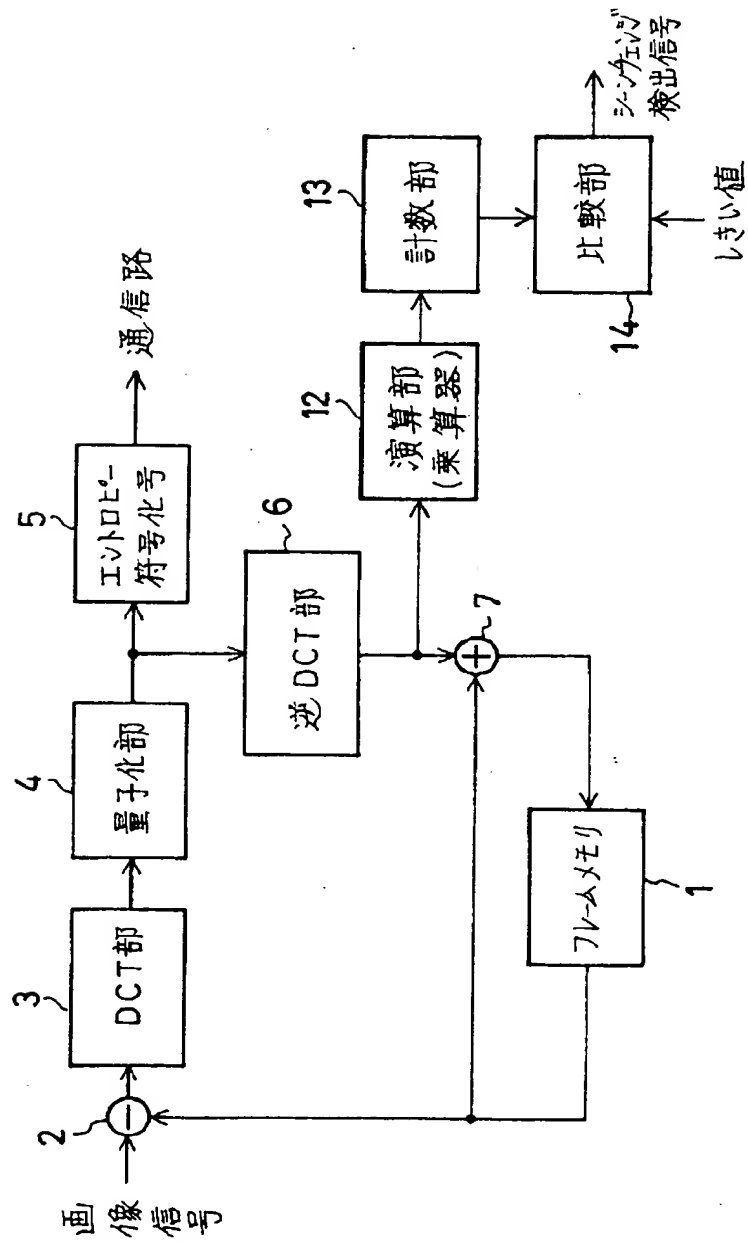 画像信号
2
3
DCT部
4
量子化部
5
エントロピー
符号化号
通信路
6
逆DCT部
7
1
フレームメモリ
12
演算部
(乗算器)
13
計数部
14
比較部
シーンチェンジ
検出信号
しきい値